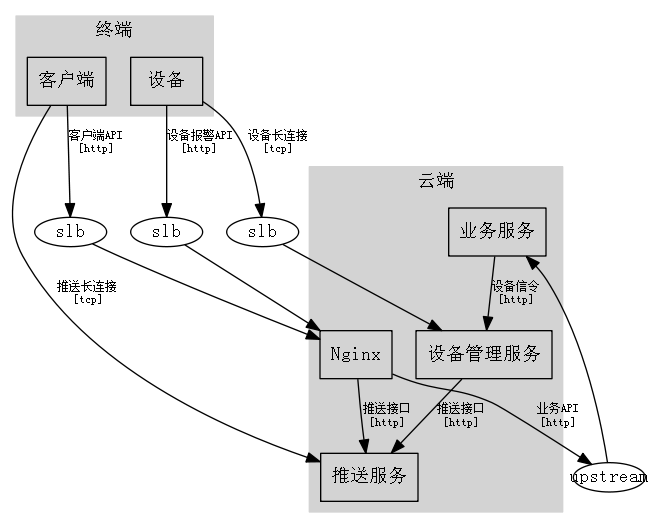 终端
客户端
设备
客户端API
[http]
设备报警API
[http]
设备长连接
[tcp]
云端
slb
slb
slb
业务服务
推送长连接
[tcp]
设备信令
[http]
Nginx
设备管理服务
推送接口
[http]
推送接口
[http]
业务API
[http]
推送服务
upstream